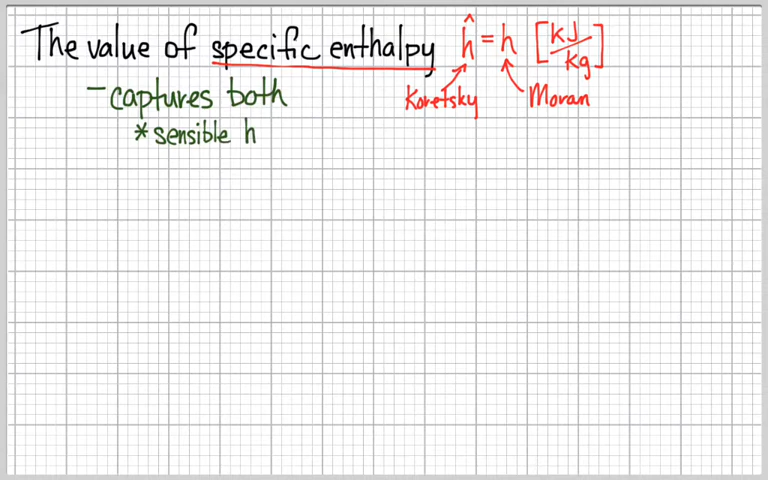 The value of specific enthalpy ĥ = h [kJ/kg]
Koretsky Moran
- captures both
* sensible h